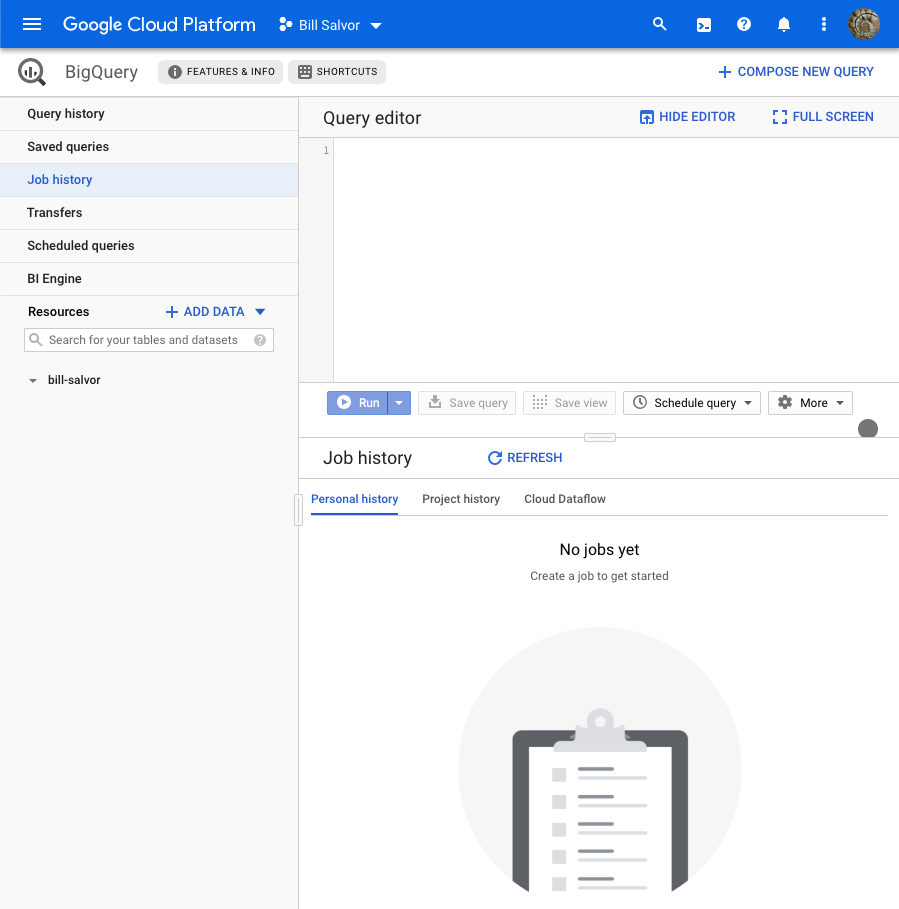 Google Cloud Platform Bill Salvor
BigQuery FEATURES & INFO SHORTCUTS + COMPOSE NEW QUERY
Query history
Saved queries
Job history
Transfers
Scheduled queries
BI Engine
Resources + ADD DATA
Search for your tables and datasets ?
bill-salvor
Query editor HIDE EDITOR FULL SCREEN
1
Run Save query Save view Schedule query More
Job history REFRESH
Personal history Project history Cloud Dataflow
No jobs yet
Create a job to get started